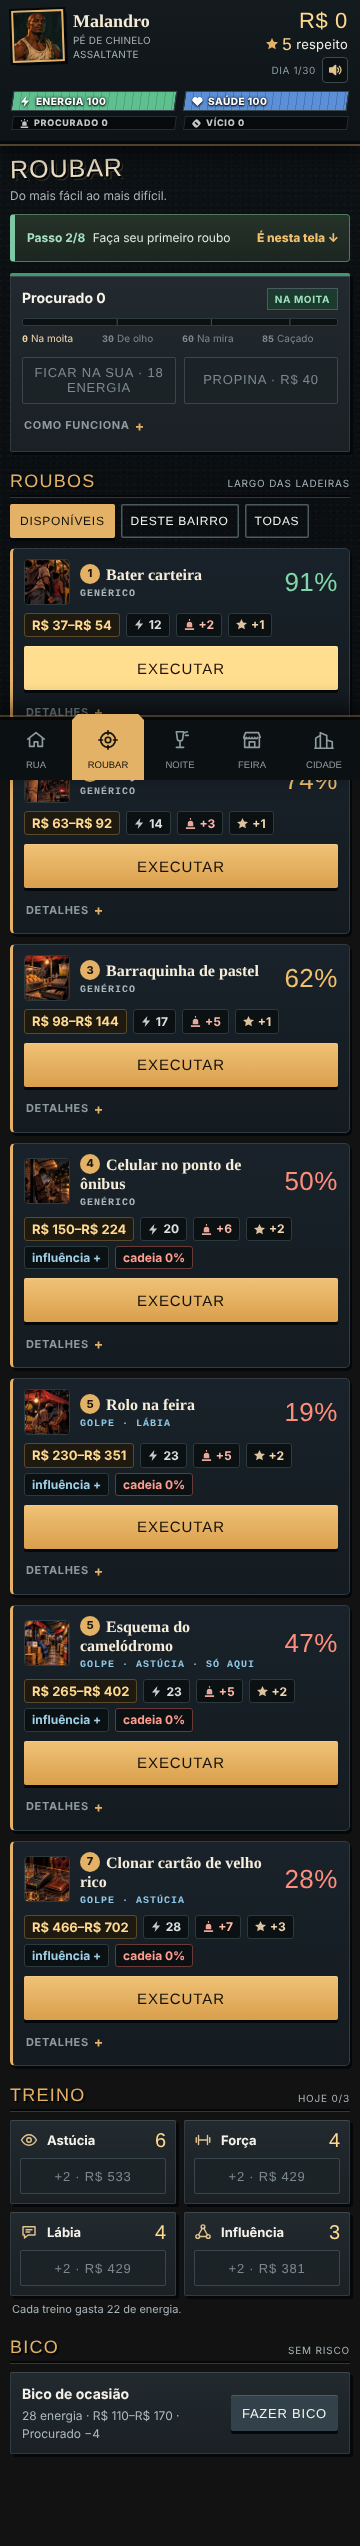 Malandro
PÉ DE CHINELO
ASSALTANTE
R$ 0
5 respeito
DIA 1/30
ENERGIA 100
SAÚDE 100
PROCURADO 0
VÍCIO 0
ROUBAR
Do mais fácil ao mais difícil.
Passo 2/8 Faça seu primeiro roubo
É nesta tela ↓
Procurado 0
NA MOITA
0 Na moita
30 De olho
60 Na mira
85 Caçado
FICAR NA SUA · 18
ENERGIA
PROPINA · R$ 40
COMO FUNCIONA +
ROUBOS
LARGO DAS LADEIRAS
DISPONÍVEIS
DESTE BAIRRO
TODAS
1 Bater carteira
GENÉRICO
91%
R$ 37–R$ 54
12
+2
+1
EXECUTAR
DETALHES +
RUA
ROUBAR
NOITE
FEIRA
CIDADE
GENÉRICO
74%
R$ 63–R$ 92
14
+3
+1
EXECUTAR
DETALHES +
3 Barraquinha de pastel
GENÉRICO
62%
R$ 98–R$ 144
17
+5
+1
EXECUTAR
DETALHES +
4 Celular no ponto de
ônibus
GENÉRICO
50%
R$ 150–R$ 224
20
+6
+2
influência +
cadeia 0%
EXECUTAR
DETALHES +
5 Rolo na feira
GOLPE · LÁBIA
19%
R$ 230–R$ 351
23
+5
+2
influência +
cadeia 0%
EXECUTAR
DETALHES +
5 Esquema do
camelódromo
GOLPE · ASTÚCIA · SÓ AQUI
47%
R$ 265–R$ 402
23
+5
+2
influência +
cadeia 0%
EXECUTAR
DETALHES +
7 Clonar cartão de velho
rico
GOLPE · ASTÚCIA
28%
R$ 466–R$ 702
28
+7
+3
influência +
cadeia 0%
EXECUTAR
DETALHES +
TREINO
HOJE 0/3
Astúcia 6
+2 · R$ 533
Força 4
+2 · R$ 429
Lábia 4
+2 · R$ 429
Influência 3
+2 · R$ 381
Cada treino gasta 22 de energia.
BICO
SEM RISCO
Bico de ocasião
28 energia · R$ 110–R$ 170 ·
Procurado −4
FAZER BICO